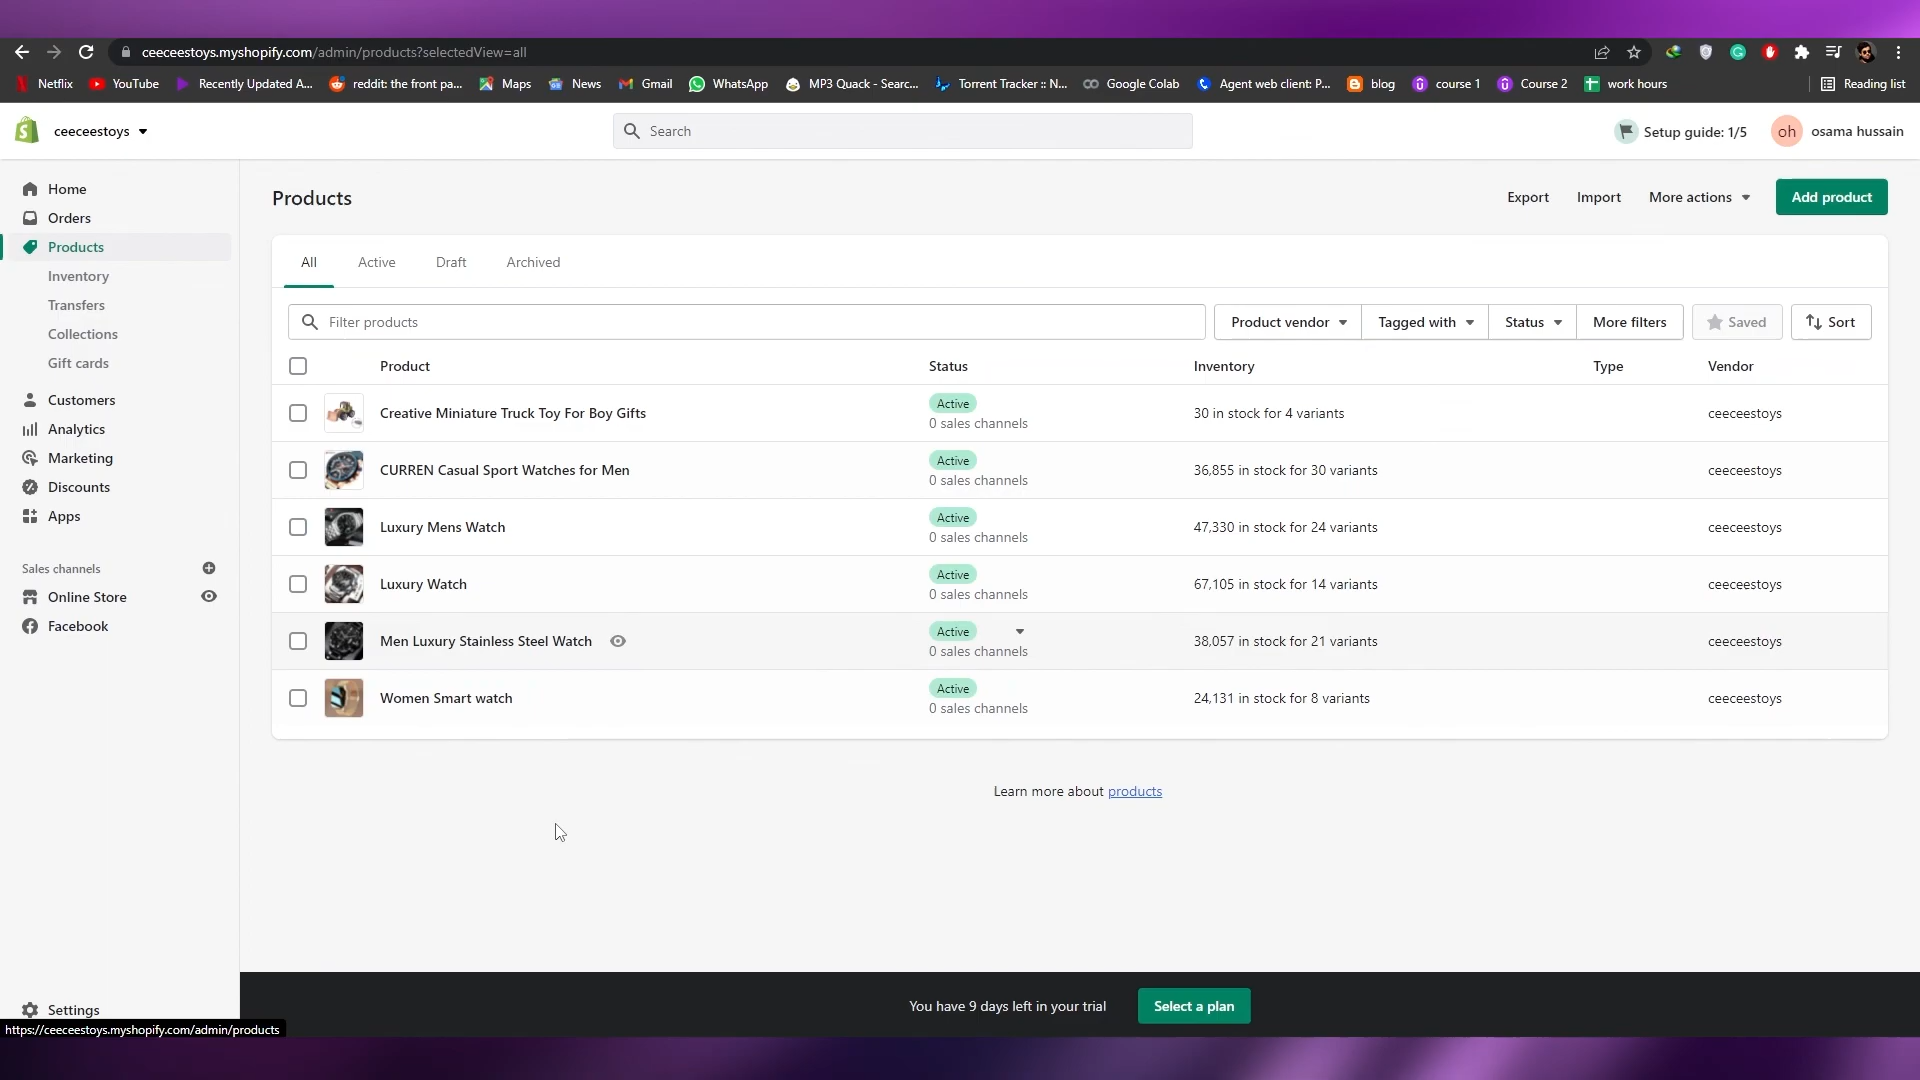 ceeceestoys.myshopify.com/admin/products?selectedView=all
Netflix YouTube Recently Updated A... reddit: the front pa... Maps News Gmail WhatsApp MP3 Quack - Searc... Torrent Tracker :: N... Google Colab Agent web client: P... blog course 1 Course 2 work hours Reading list
ceeceestoys Search Setup guide: 1/5 oh osama hussain
Home
Orders
Products
Inventory
Transfers
Collections
Gift cards
Customers
Analytics
Marketing
Discounts
Apps
Sales channels
Online Store
Facebook
Settings
https://ceeceestoys.myshopify.com/admin/products
Products Export Import More actions Add product
All Active Draft Archived
Filter products Product vendor Tagged with Status More filters Saved Sort
Product Status Inventory Type Vendor
Creative Miniature Truck Toy For Boy Gifts Active 30 in stock for 4 variants ceeceestoys
0 sales channels
CURREN Casual Sport Watches for Men Active 36,855 in stock for 30 variants ceeceestoys
0 sales channels
Luxury Mens Watch Active 47,330 in stock for 24 variants ceeceestoys
0 sales channels
Luxury Watch Active 67,105 in stock for 14 variants ceeceestoys
0 sales channels
Men Luxury Stainless Steel Watch Active 38,057 in stock for 21 variants ceeceestoys
0 sales channels
Women Smart watch Active 24,131 in stock for 8 variants ceeceestoys
0 sales channels
Learn more about products
You have 9 days left in your trial Select a plan